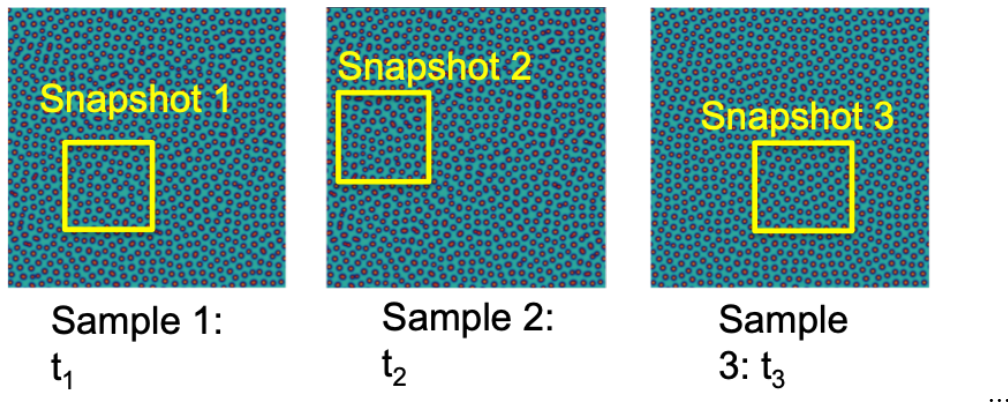 Snapshot 1
Snapshot 2
Snapshot 3
Sample 1:
t₁
Sample 2:
t₂
Sample
3: t₃
...